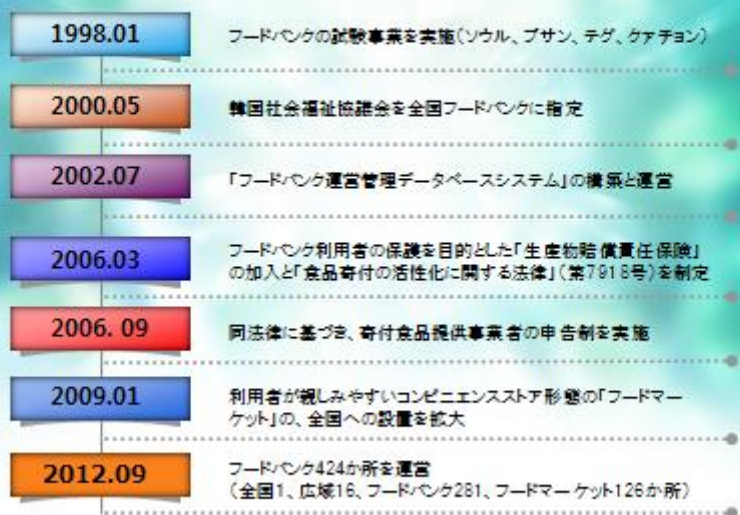 1998.01
フードバンクの試験事業を実施(ソウル、プサン、テグ、クァチョン)
2000.05
韓国社会福祉協議会を全国フードバンクに指定
2002.07
「フードバンク運営管理データベースシステム」の構築と運営
2006.03
フードバンク利用者の保護を目的とした「生産物賠償責任保険」
の加入と「食品寄付の活性化に関する法律」(第7918号)を制定
2006. 09
同法律に基づき、寄付食品提供事業者の申告制を実施
2009.01
利用者が親しみやすいコンビニエンスストア形態の「フードマー
ケット」の、全国への設置を拡大
2012.09
フードバンク424か所を運営
(全国1、広域16、フードバンク281、フードマーケット126か所)